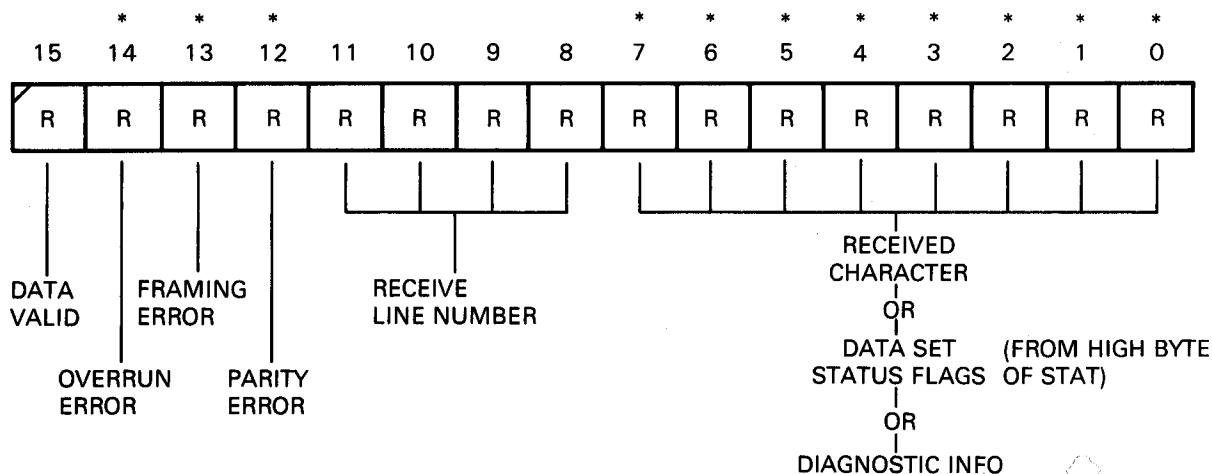 * * * * * * * * * * *
15 14 13 12 11 10 9 8 7 6 5 4 3 2 1 0
R R R R R R R R R R R R R R R R
DATA VALID
OVERRUN ERROR
FRAMING ERROR
PARITY ERROR
RECEIVE
LINE NUMBER
RECEIVED
CHARACTER
OR
DATA SET (FROM HIGH BYTE
STATUS FLAGS OF STAT)
OR
DIAGNOSTIC INFO